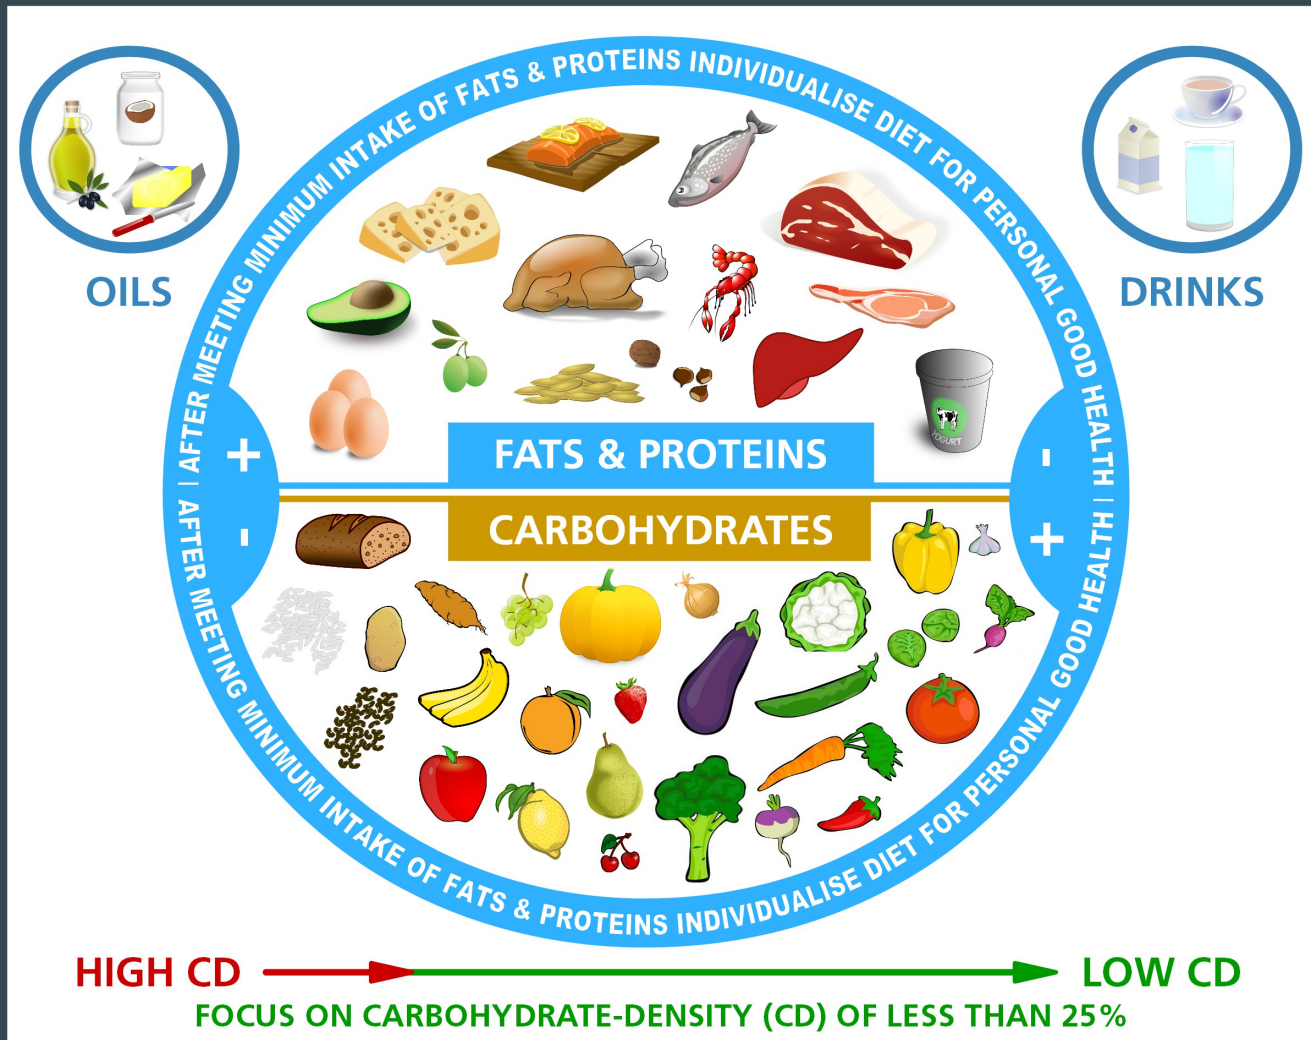 AFTER MEETING MINIMUM INTAKE OF FATS & PROTEINS INDIVIDUALISE DIET FOR PERSONAL GOOD HEALTH |
OILS
DRINKS
YOGURT
+
-
FATS & PROTEINS
CARBOHYDRATES
-
+
| AFTER MEETING MINIMUM INTAKE OF FATS & PROTEINS INDIVIDUALISE DIET FOR PERSONAL GOOD HEALTH
HIGH CD
LOW CD
FOCUS ON CARBOHYDRATE-DENSITY (CD) OF LESS THAN 25%